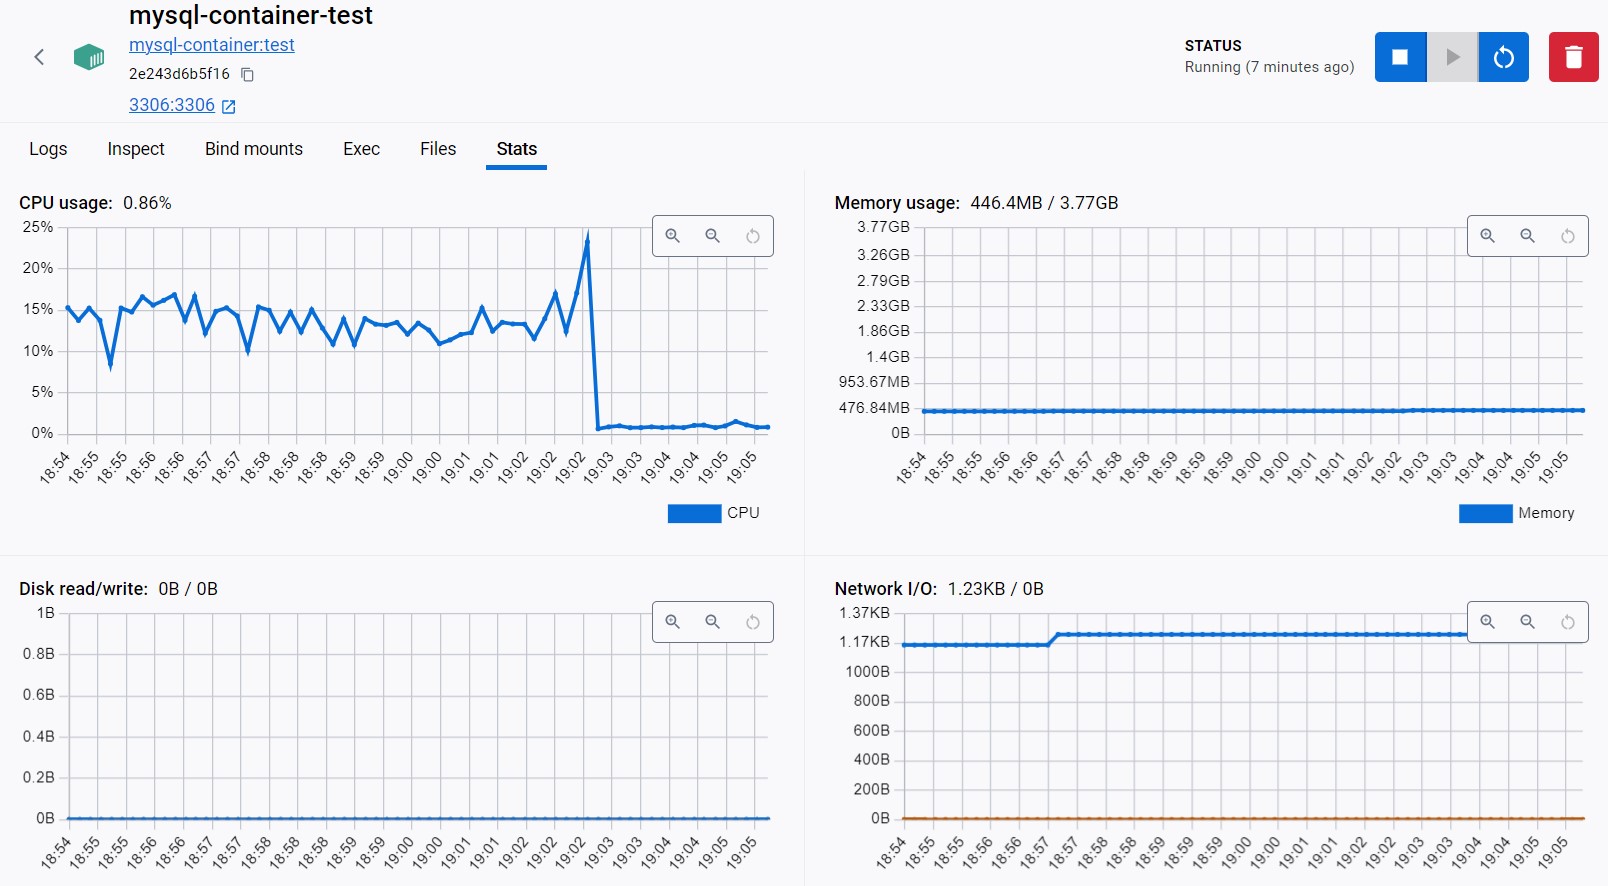 mysql-container-test
mysql-container:test
2e243d6b5f16
3306:3306
STATUS
Running (7 minutes ago)
Logs
Inspect
Bind mounts
Exec
Files
Stats
CPU usage: 0.86%
25%
20%
15%
10%
5%
0%
18:54
18:55
18:55
18:56
18:56
18:57
18:57
18:58
18:58
18:58
18:59
18:59
19:00
19:00
19:01
19:01
19:02
19:02
19:02
19:03
19:03
19:04
19:04
19:05
19:05
CPU
Memory usage: 446.4MB / 3.77GB
3.77GB
3.26GB
2.79GB
2.33GB
1.86GB
1.4GB
953.67MB
476.84MB
0B
18:54
18:55
18:55
18:56
18:56
18:57
18:57
18:58
18:58
18:59
18:59
18:59
19:00
19:00
19:01
19:01
19:02
19:02
19:03
19:03
19:04
19:04
19:05
19:05
Memory
Disk read/write: 0B / 0B
1B
0.8B
0.6B
0.4B
0.2B
0B
18:54
18:55
18:55
18:56
18:56
18:57
18:57
18:58
18:58
18:58
18:59
18:59
19:00
19:00
19:01
19:01
19:02
19:02
19:02
19:03
19:03
19:04
19:04
19:05
19:05
Network I/O: 1.23KB / 0B
1.37KB
1.17KB
1000B
800B
600B
400B
200B
0B
18:54
18:55
18:55
18:56
18:56
18:57
18:57
18:58
18:58
18:59
18:59
18:59
19:00
19:00
19:01
19:01
19:02
19:02
19:03
19:03
19:04
19:04
19:05
19:05